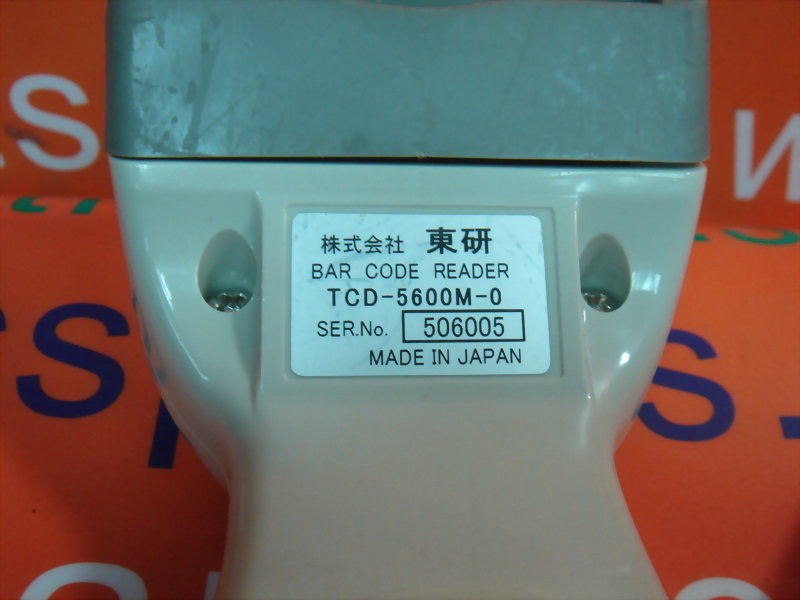 株式会社 東研
BAR CODE READER
TCD-5600M-0
SER.No. 506005
MADE IN JAPAN